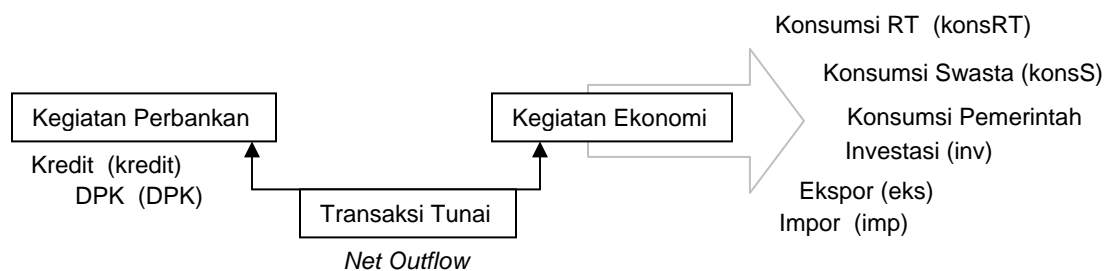 Konsumsi RT (konsRT)
Konsumsi Swasta (konsS)
Kegiatan Perbankan
Kegiatan Ekonomi
Konsumsi Pemerintah
Kredit (kredit)
Investasi (inv)
DPK (DPK)
Ekspor (eks)
Transaksi Tunai
Impor (imp)
Net Outflow